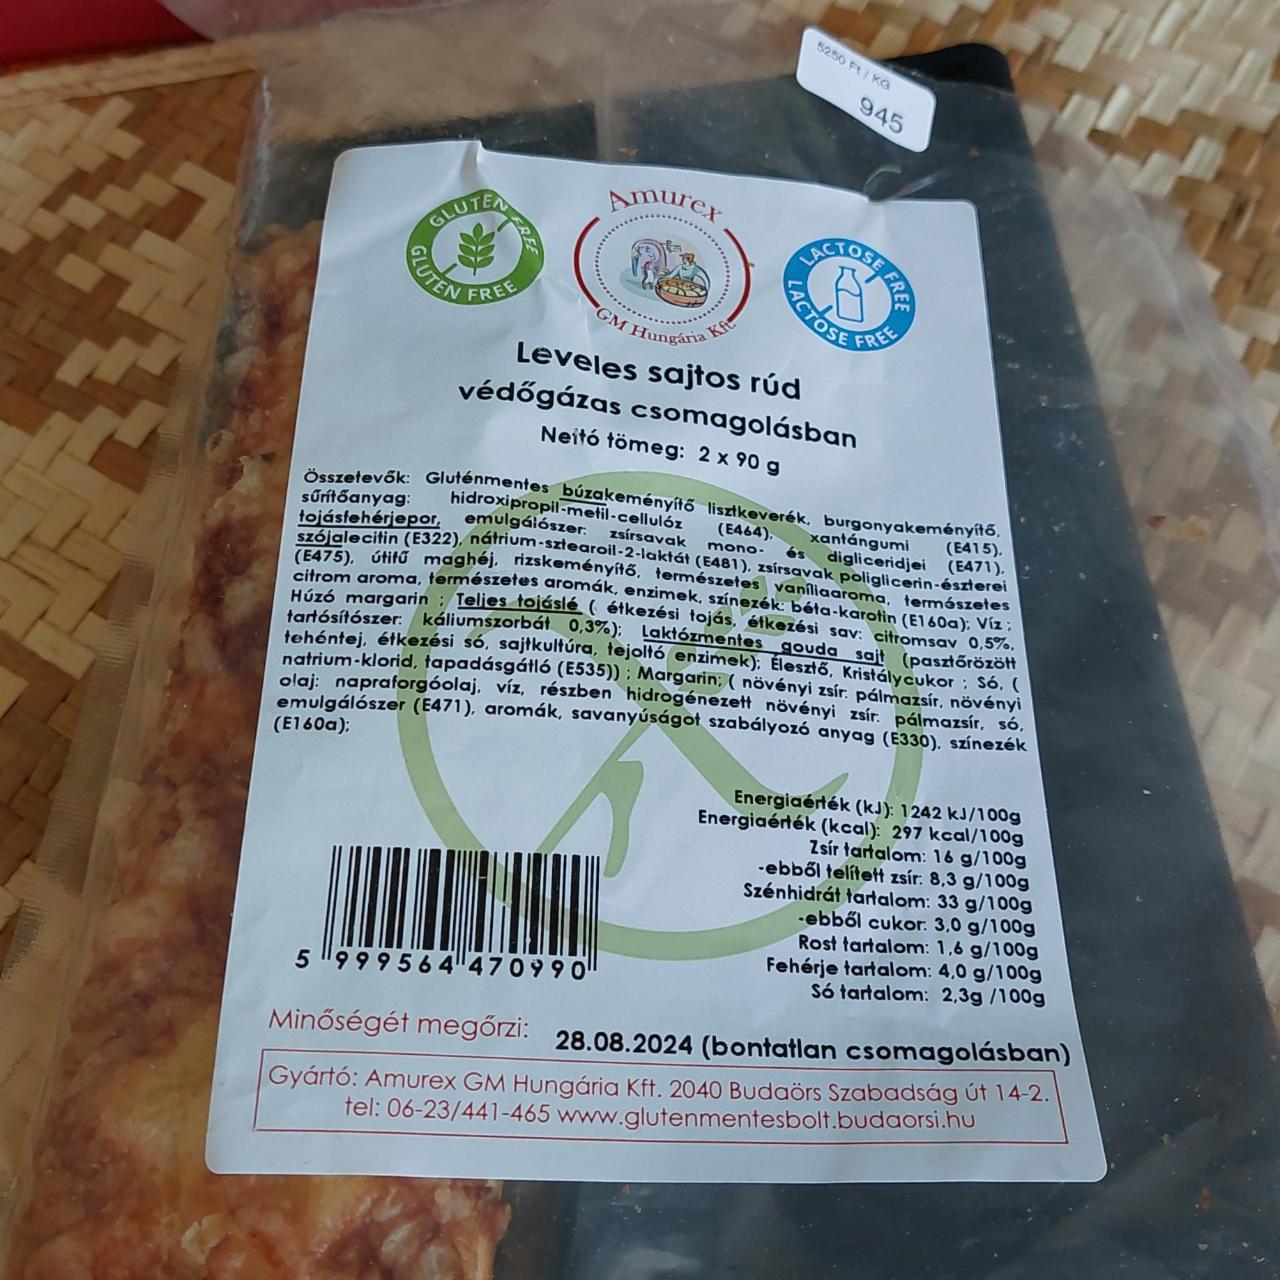 5250 Ft / KG
945
GLUTEN FREE
GLUTEN FREE
Amurex
GM Hungária Kft.
LACTOSE FREE
LACTOSE FREE
Leveles sajtos rúd
védőgázas csomagolásban
Nettó tömeg: 2 x 90 g
Összetevők: Gluténmentes búzakeményítő lisztkeverék, burgonyakeményítő,
sűrítőanyag: hidroxipropil-metil-cellulóz (E464), xantángumi (E415),
tojásfehérjepor, emulgálószer: zsírsavak mono- és digliceridjei (E471),
szójalecitin (E322), nátrium-sztearoil-2-laktát (E481), zsírsavak poliglicerin-észterei
(E475), útifű maghéj, rizskeményítő, természetes vaníliaaroma, természetes
citrom aroma, természetes aromák, enzimek, színezék: béta-karotin (E160a); Víz ;
Húzó margarin ; Teljes tojáslé ( étkezési tojás, étkezési sav: citromsav 0,5%,
tartósítószer: káliumszorbát 0,3%); Laktózmentes gouda sajt (pasztőrözött
tehéntej, étkezési só, sajtkultúra, tejoltó enzimek); Élesztő, Kristálycukor ; Só, (
natrium-klorid, tapadásgátló (E535)) ; Margarin; ( növényi zsír: pálmazsír, növényi
olaj: napraforgóolaj, víz, részben hidrogénezett növényi zsír: pálmazsír, só,
emulgálószer (E471), aromák, savanyúságot szabályozó anyag (E330), színezék
(E160a);
Energiaérték (kJ): 1242 kJ/100g
Energiaérték (kcal): 297 kcal/100g
Zsír tartalom: 16 g/100g
-ebből telített zsír: 8,3 g/100g
Szénhidrát tartalom: 33 g/100g
-ebből cukor: 3,0 g/100g
Rost tartalom: 1,6 g/100g
Fehérje tartalom: 4,0 g/100g
Só tartalom: 2,3g /100g
5 999564 470990
Minőségét megőrzi: 28.08.2024 (bontatlan csomagolásban)
Gyártó: Amurex GM Hungária Kft. 2040 Budaörs Szabadság út 14-2.
tel: 06-23/441-465 www.glutenmentesbolt.budaorsi.hu